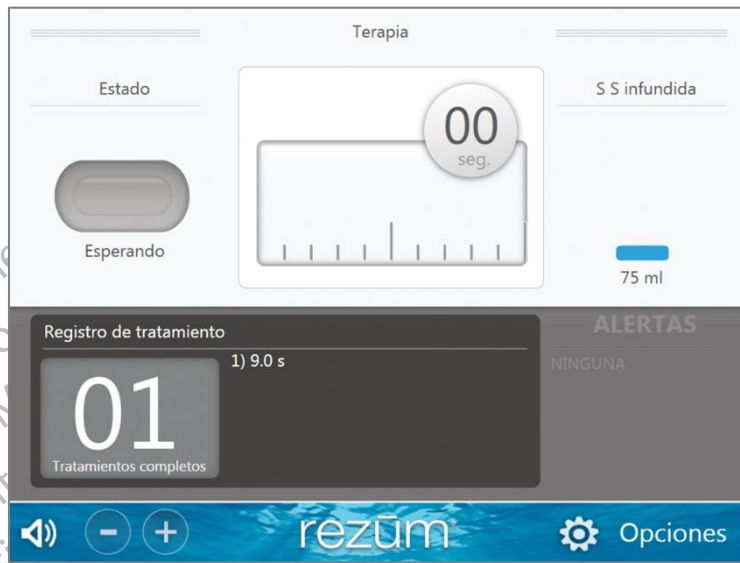 Terapia
Estado
S S infundida
00
seg.
Esperando
75 ml
Registro de tratamiento
ALERTAS
1) 9.0 s
NINGUNA
01
Tratamientos completos
- +
rezūm
Opciones